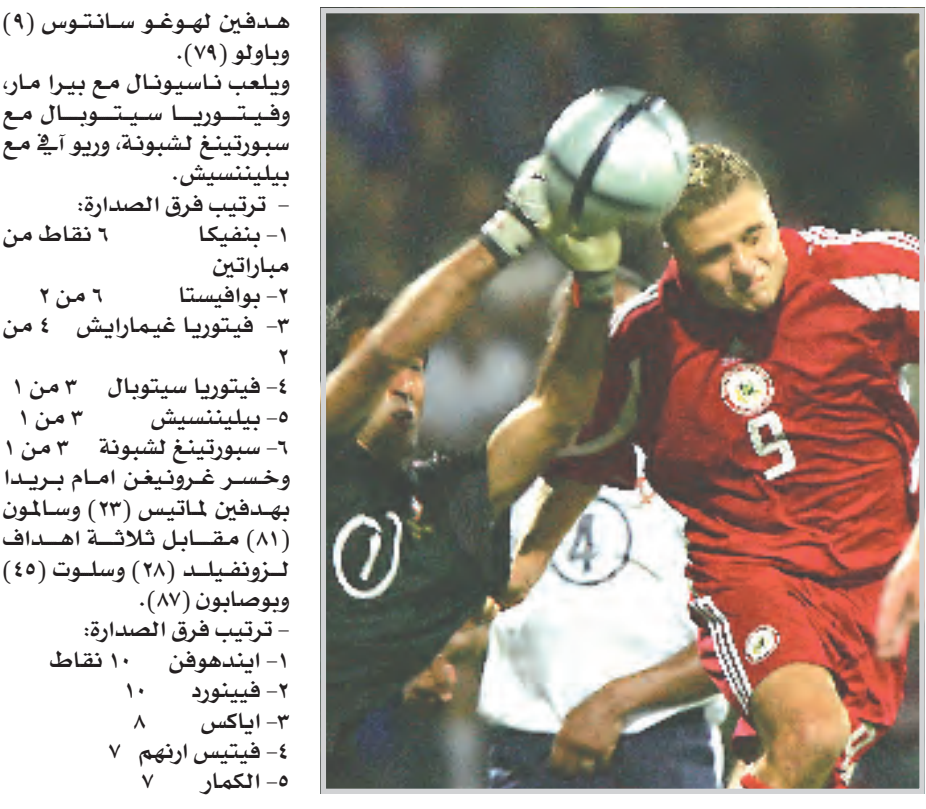 هدفين لهوغو سانتوس (٩)
وباولو (٧٩).
ويلعب ناسيونال مع بيرا مار،
وفيتوريا سيتوبال مع
سبورتينغ لشبونة، وريو آفي مع
بيليننسيش.
- ترتيب فرق الصدارة:
١- بنفيكا ٦ نقاط من
مباراتين
٢- بوافيستا ٦ من ٢
٣- فيتوريا غيمارايش ٤ من
٢
٤- فيتوريا سيتوبال ٣ من ١
٥- بيليننسيش ٣ من ١
٦- سبورتينغ لشبونة ٣ من ١
وخسر غرونيغن امام بريدا
بهدفين لماتيس (٢٣) وسالمون
(٨١) مقابل ثلاثة اهداف
لزونفيلد (٢٨) وسلوت (٤٥)
وبوصابون (٨٧).
- ترتيب فرق الصدارة:
١- ايندهوفن ١٠ نقاط
٢- فيينورد ١٠
٣- اياكس ٨
٤- فيتيس ارنهم ٧
٥- الكمار ٧
9
4
1
9